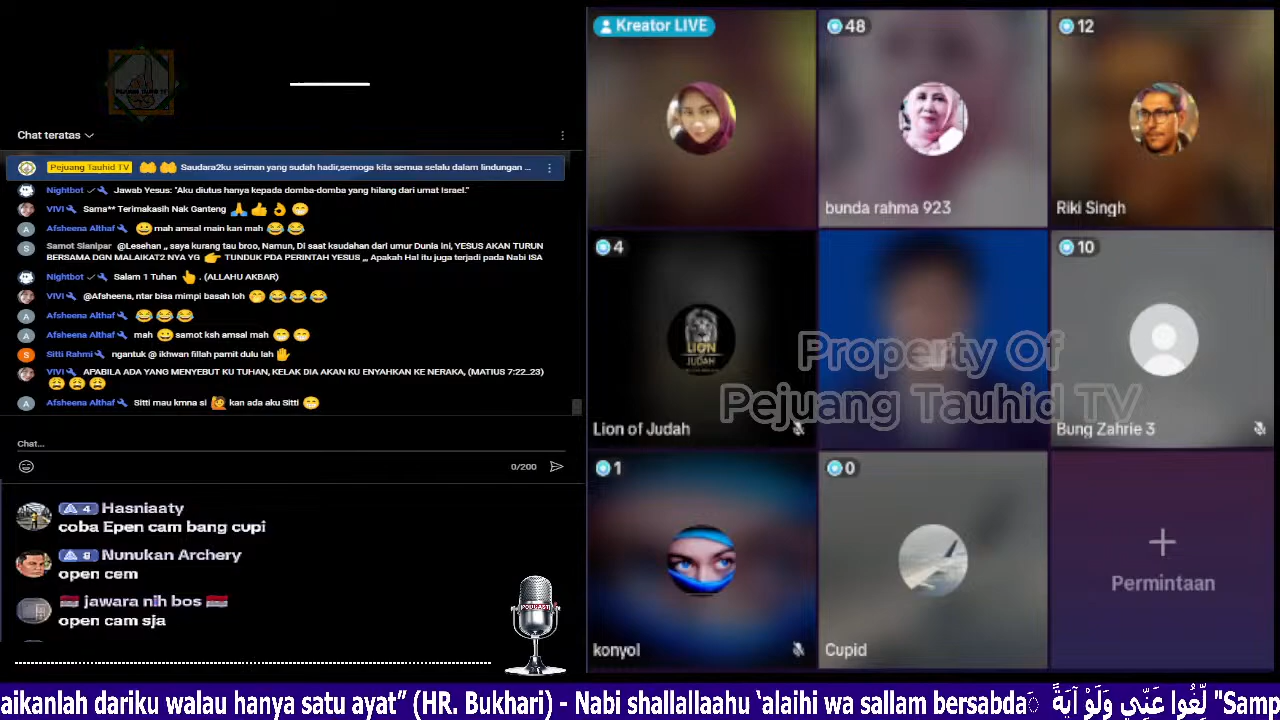 PEJUANG TAUHID TV
Chat teratas
Pejuang Tauhid TV 🤲 🤲 Saudara2ku seiman yang sudah hadir,semoga kita semua selalu dalam lindungan ...
Nightbot Jawab Yesus: "Aku diutus hanya kepada domba-domba yang hilang dari umat Israel."
VIVI Sama** Terimakasih Nak Ganteng 🙏 👍 👌 😁
Afsheena Althaf 😀 mah amsal main kan mah 😂 😂
Samot Sianipar @Lesehan ,, saya kurang tau broo, Namun, Di saat ksudahan dari umur Dunia ini, YESUS AKAN TURUN
BERSAMA DGN MALAIKAT2 NYA YG 👉 TUNDUK PDA PERINTAH YESUS ,,, Apakah Hal itu juga terjadi pada Nabi ISA
Nightbot Salam 1 Tuhan 👆 . (ALLAHU AKBAR)
VIVI @Afsheena, ntar bisa mimpi basah loh 🤭 😂 😂 😂
Afsheena Althaf 😂 😂 😂
Afsheena Althaf mah 😀 samot ksh amsal mah 😁 😁
Sitti Rahmi ngantuk @ ikhwan fillah pamit dulu lah ✋
VIVI APABILA ADA YANG MENYEBUT KU TUHAN, KELAK DIA AKAN KU ENYAHKAN KE NERAKA, (MATIUS 7:22_23)
😩 😩 😩
Afsheena Althaf Sitti mau kmna si 🙋 kan ada aku Sitti 😁
Chat...
0/200
4 Hasniaaty
coba Epen cam bang cupi
Nunukan Archery
open cem
🇮🇩 jawara nih bos 🇮🇩
open cam sja
PODCAST
Kreator LIVE
48
bunda rahma 923
12
Riki Singh
4
LION
OF
JUDAH
Lion of Judah
10
Bung Zahrie 3
Property Of
Pejuang Tauhid TV
1
konyol
0
Cupid
+
Permintaan
aikanlah dariku walau hanya satu ayat” (HR. Bukhari) - Nabi shallallaahu ‘alaihi wa sallam bersabda َ لِّغُوا عَنِّي وَلَوْ آيَةً "Samp